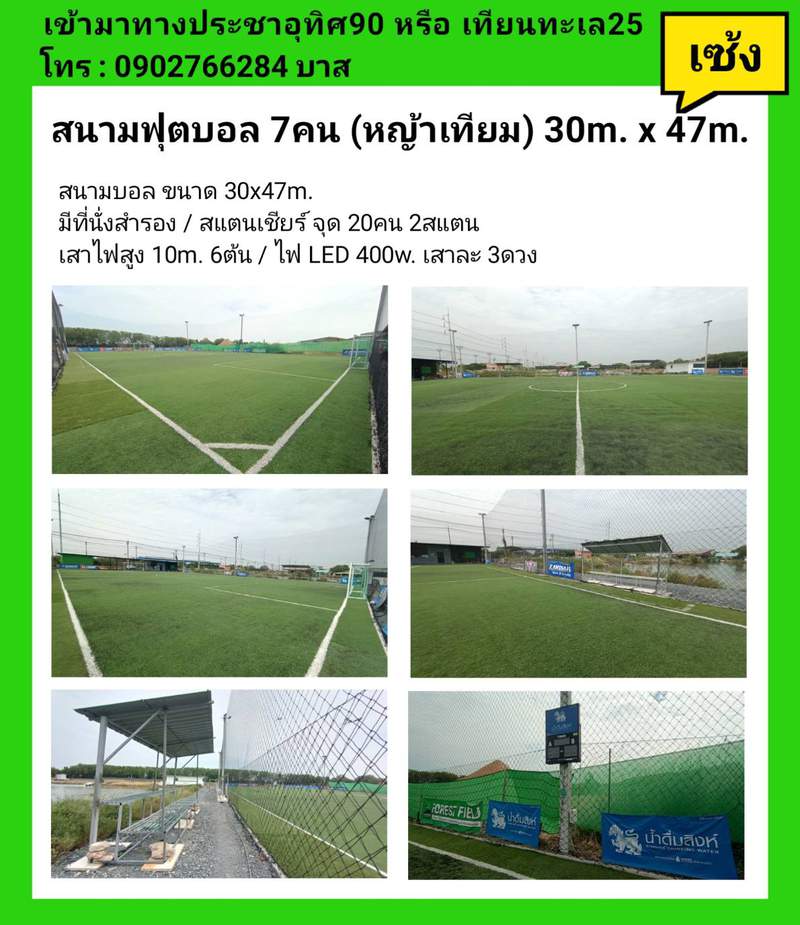 เข้ามาทางประชาอุทิศ90 หรือ เทียนทะเล25
โทร : 0902766284 บาส
เซ้ง
สนามฟุตบอล 7คน (หญ้าเทียม) 30m. x 47m.
สนามบอล ขนาด 30x47m.
มีที่นั่งสำรอง / สแตนเชียร์ จุด 20คน 2สแตน
เสาไฟสูง 10m. 6ต้น / ไฟ LED 400w. เสาละ 3ดวง
FOREST FIELD
น้ำดื่มสิงห์
น้ำดื่มสิงห์